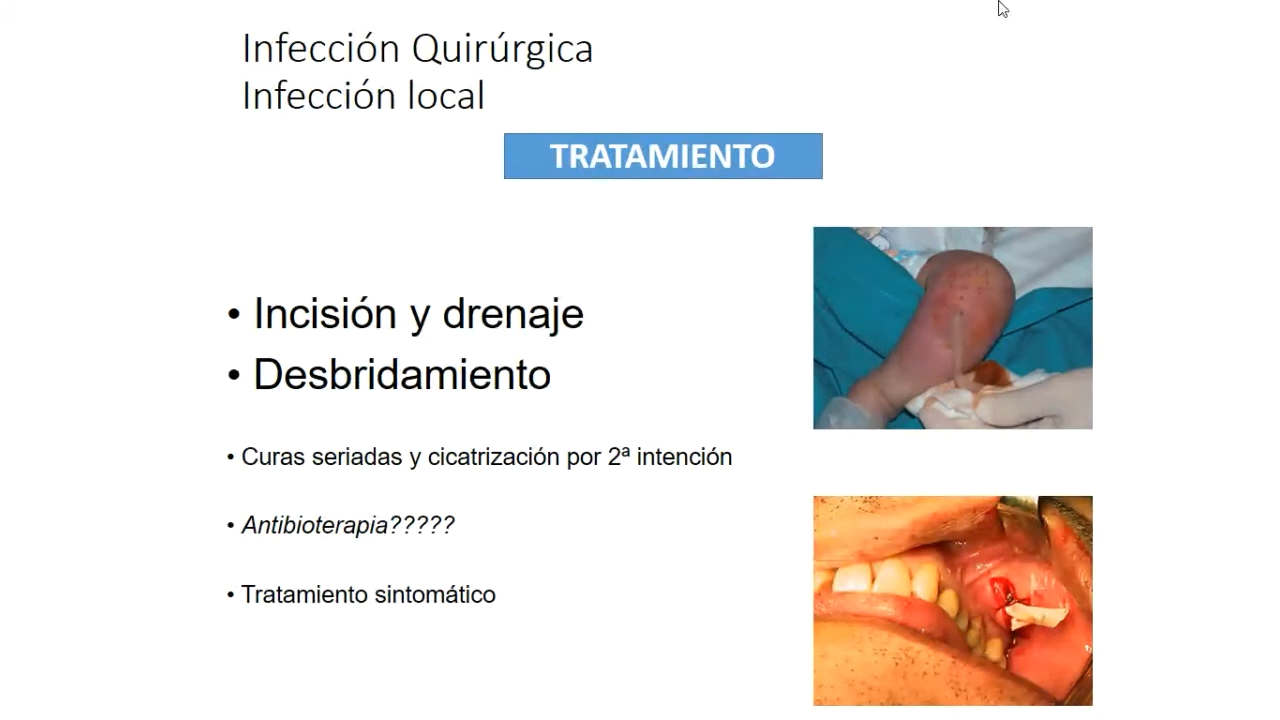 Infección Quirúrgica
Infección local
TRATAMIENTO
• Incisión y drenaje
• Desbridamiento
• Curas seriadas y cicatrización por 2ª intención
• Antibioterapia?????
• Tratamiento sintomático